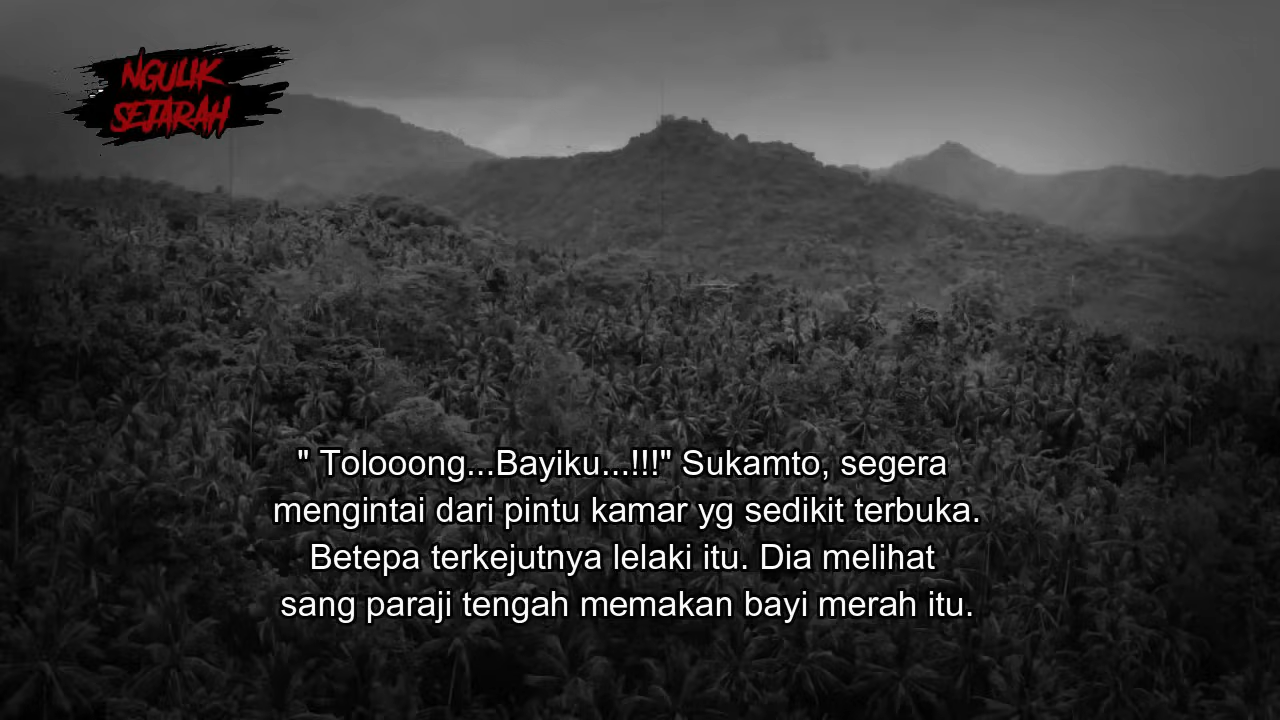 NGULIK
SEJARAH
" Tolooong...Bayiku...!!!" Sukamto, segera
mengintai dari pintu kamar yg sedikit terbuka.
Betepa terkejutnya lelaki itu. Dia melihat
sang paraji tengah memakan bayi merah itu.